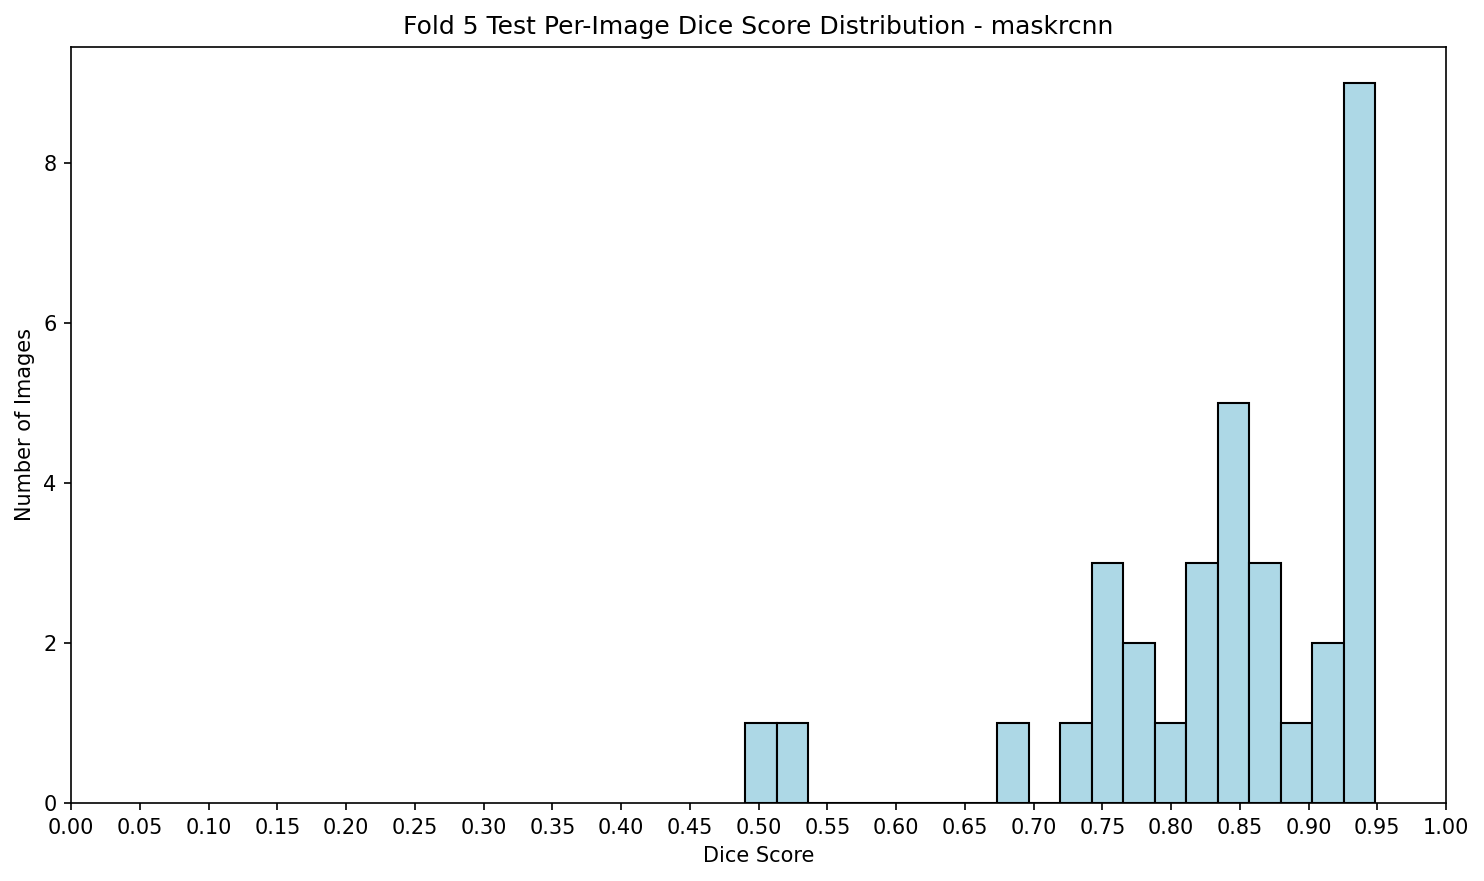 Fold 5 Test Per-Image Dice Score Distribution - maskrcnn
Number of Images
8
6
4
2
0
0.00 0.05 0.10 0.15 0.20 0.25 0.30 0.35 0.40 0.45 0.50 0.55 0.60 0.65 0.70 0.75 0.80 0.85 0.90 0.95 1.00
Dice Score